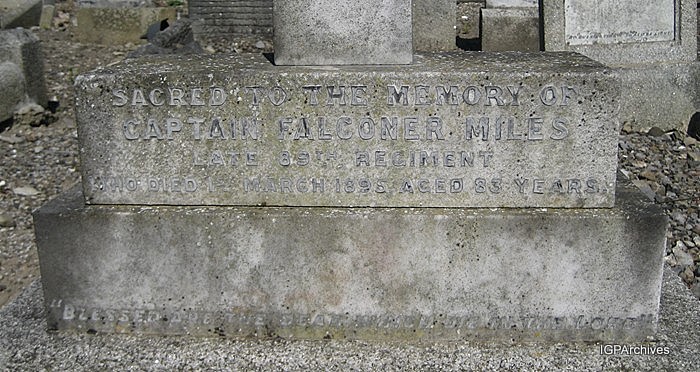 SACRED TO THE MEMORY OF
CAPTAIN FALCONER MILES
LATE 89TH REGIMENT
WHO DIED 1ST MARCH 1895 AGED 83 YEARS.
"BLESSED ARE THE DEAD WHICH DIE IN THE LORD"
IGPArchives